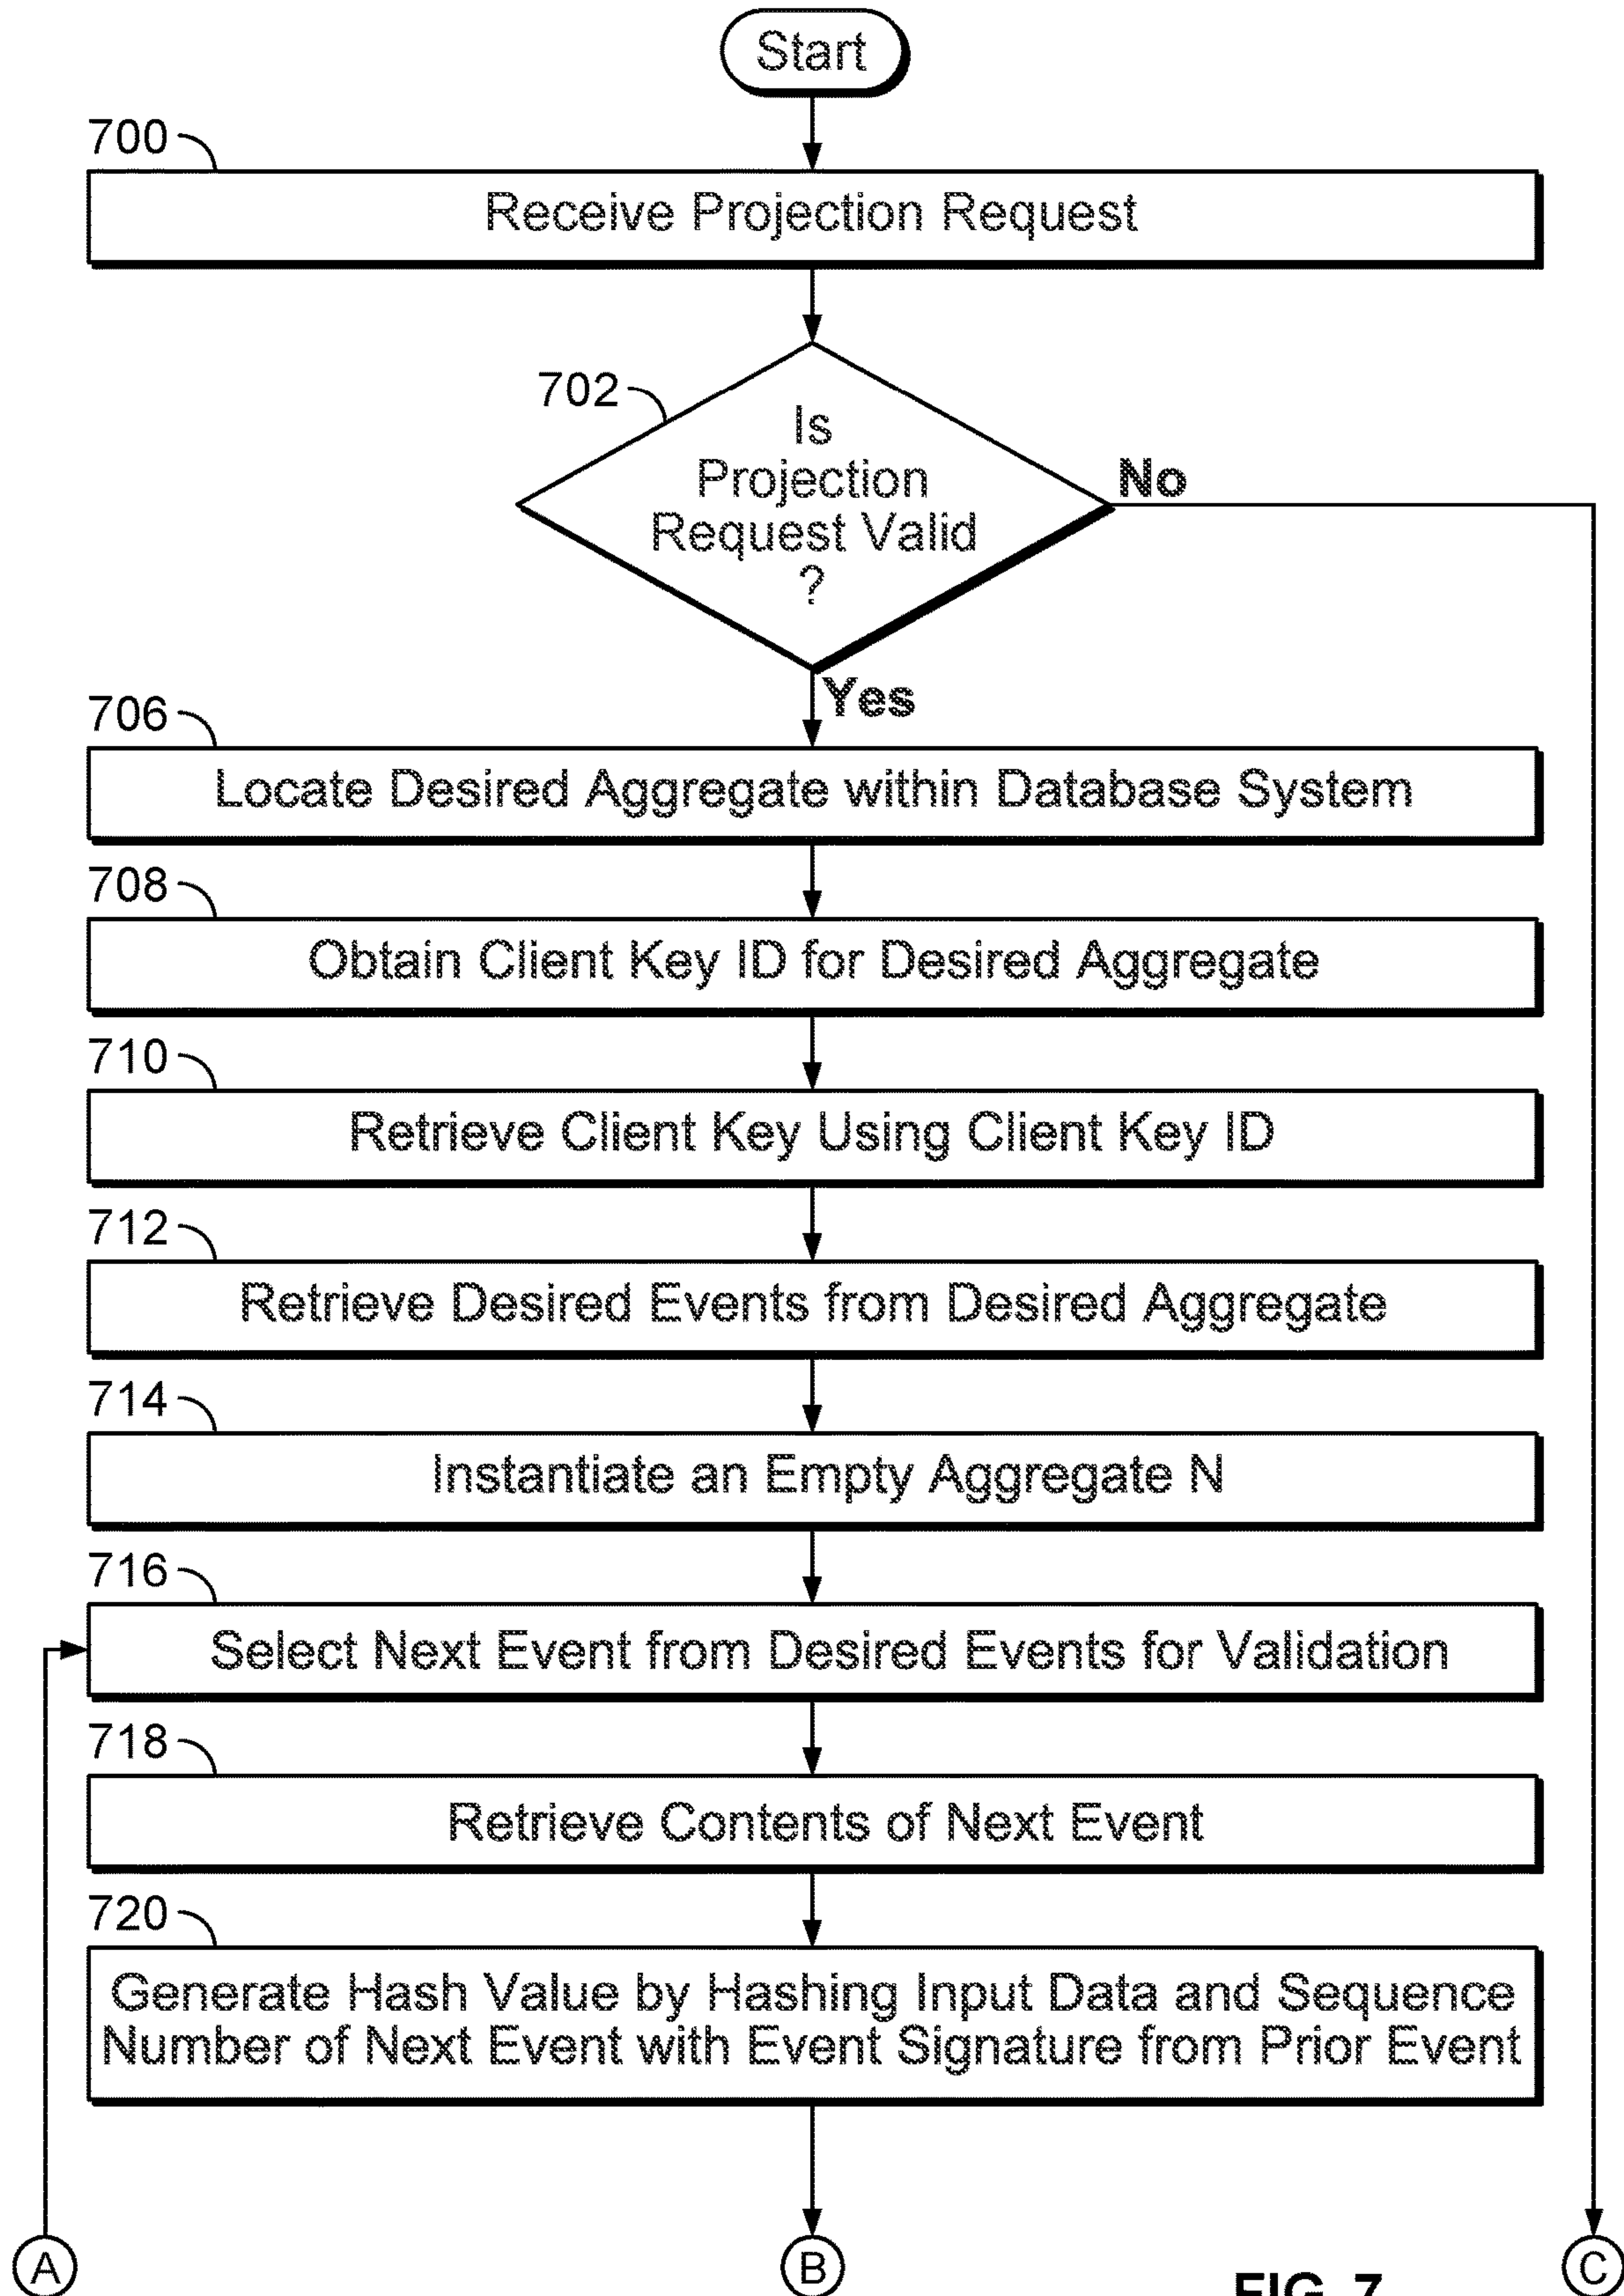 Start
700
Receive Projection Request
702
Is
Projection
Request Valid
?
No
Yes
706
Locate Desired Aggregate within Database System
708
Obtain Client Key ID for Desired Aggregate
710
Retrieve Client Key Using Client Key ID
712
Retrieve Desired Events from Desired Aggregate
714
Instantiate an Empty Aggregate N
716
Select Next Event from Desired Events for Validation
718
Retrieve Contents of Next Event
720
Generate Hash Value by Hashing Input Data and Sequence
Number of Next Event with Event Signature from Prior Event
A
B
C
FIG. 7